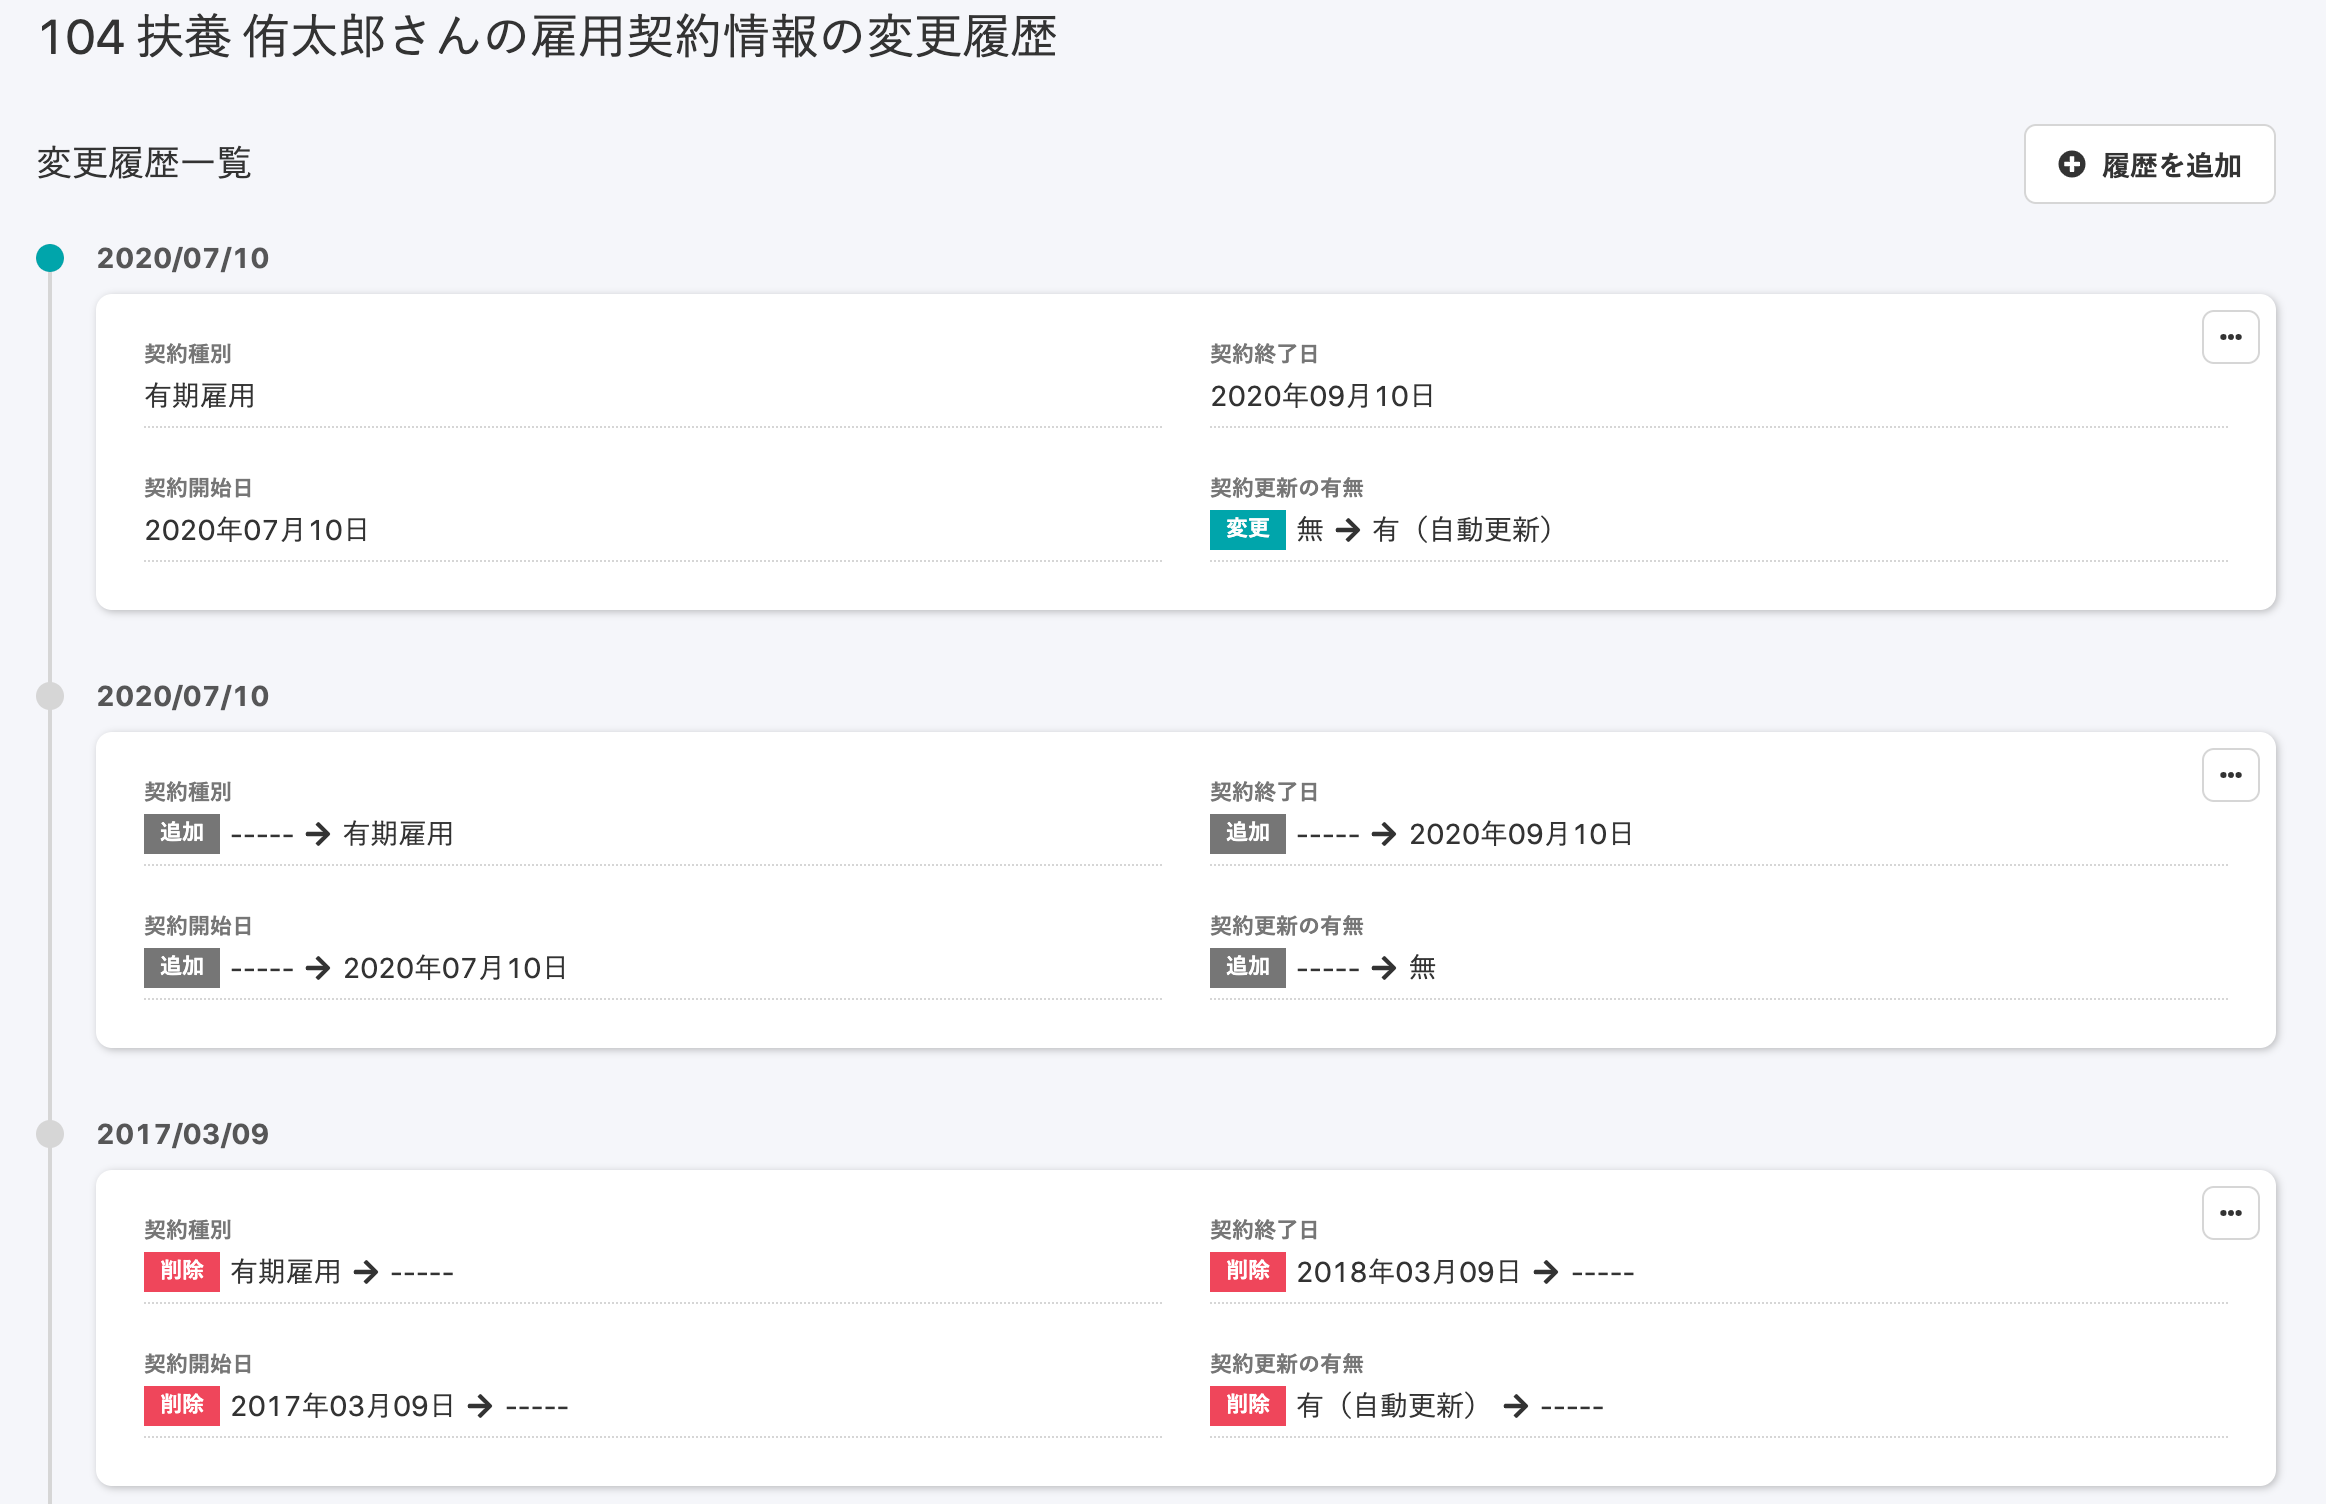 104 扶養 侑太郎さんの雇用契約情報の変更履歴
変更履歴一覧
履歴を追加
2020/07/10
契約種別
有期雇用
契約終了日
2020年09月10日
契約開始日
2020年07月10日
契約更新の有無
変更 無 → 有（自動更新）
2020/07/10
契約種別
追加 ----- → 有期雇用
契約終了日
追加 ----- → 2020年09月10日
契約開始日
追加 ----- → 2020年07月10日
契約更新の有無
追加 ----- → 無
2017/03/09
契約種別
削除 有期雇用 → -----
契約終了日
削除 2018年03月09日 → -----
契約開始日
削除 2017年03月09日 → -----
契約更新の有無
削除 有（自動更新） → -----